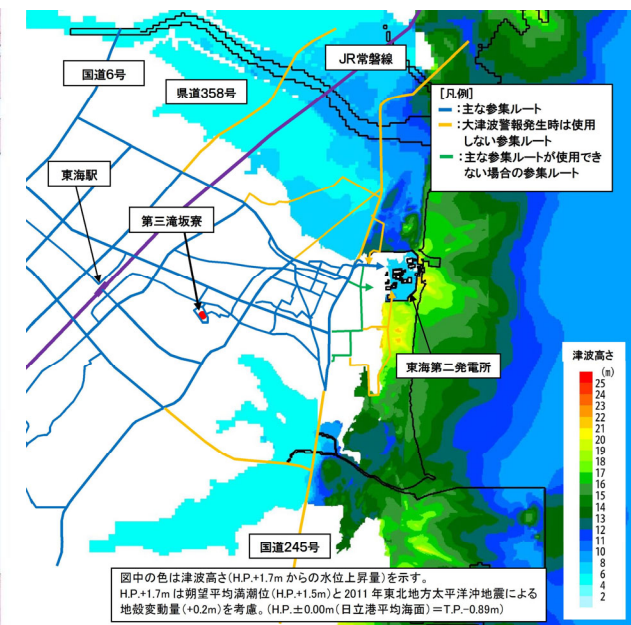 国道6号
JR常磐線
県道358号
[凡例]
:主な参集ルート
:大津波警報発生時は使用
しない参集ルート
:主な参集ルートが使用でき
ない場合の参集ルート
東海駅
第三滝坂寮
東海第二発電所
津波高さ
(m)
25
24
23
22
21
20
19
18
17
16
15
14
13
12
11
10
9
8
7
6
5
4
2
国道245号
図中の色は津波高さ(H.P.+1.7m からの水位上昇量)を示す。
H.P.+1.7m は朔望平均満潮位(H.P.+1.5m)と 2011 年東北地方太平洋沖地震による
地殻変動量(+0.2m)を考慮。(H.P.±0.00m(日立港平均海面)=T.P.-0.89m)